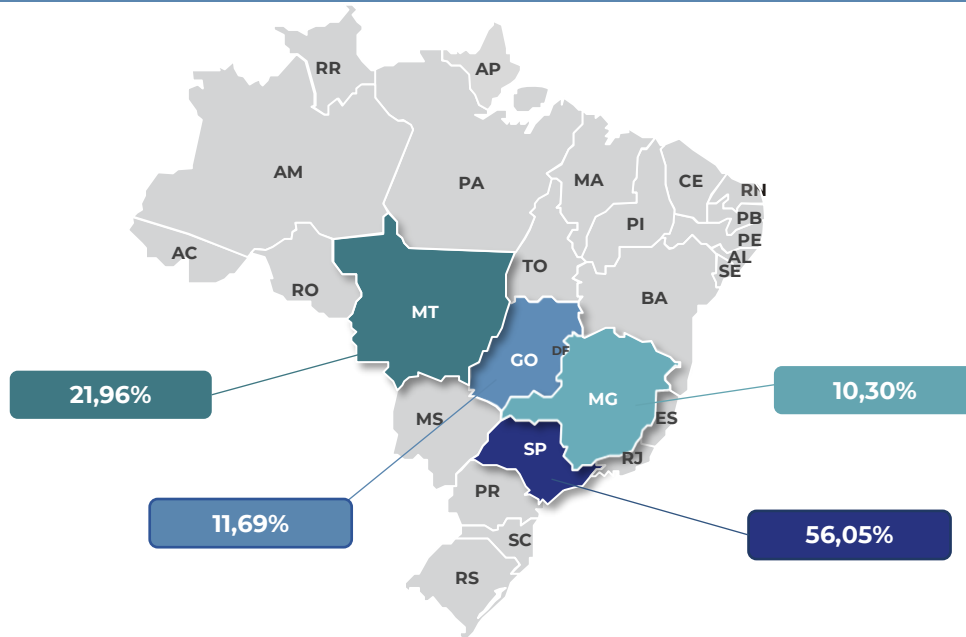 RR
AP
AM
PA
MA
CE
RN
PI
PB
PE
AC
TO
AL
SE
RO
BA
MT
GO
DF
21,96%
10,30%
MG
MS
ES
SP
RJ
PR
11,69%
56,05%
SC
RS